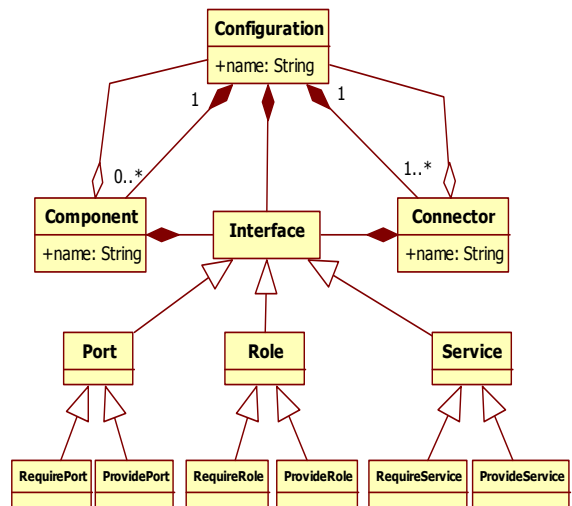 Configuration
+name: String
1
1
0..*
1..*
Component
+name: String
Interface
Connector
+name: String
Port
Role
Service
RequirePort
ProvidePort
RequireRole
ProvideRole
RequireService
ProvideService